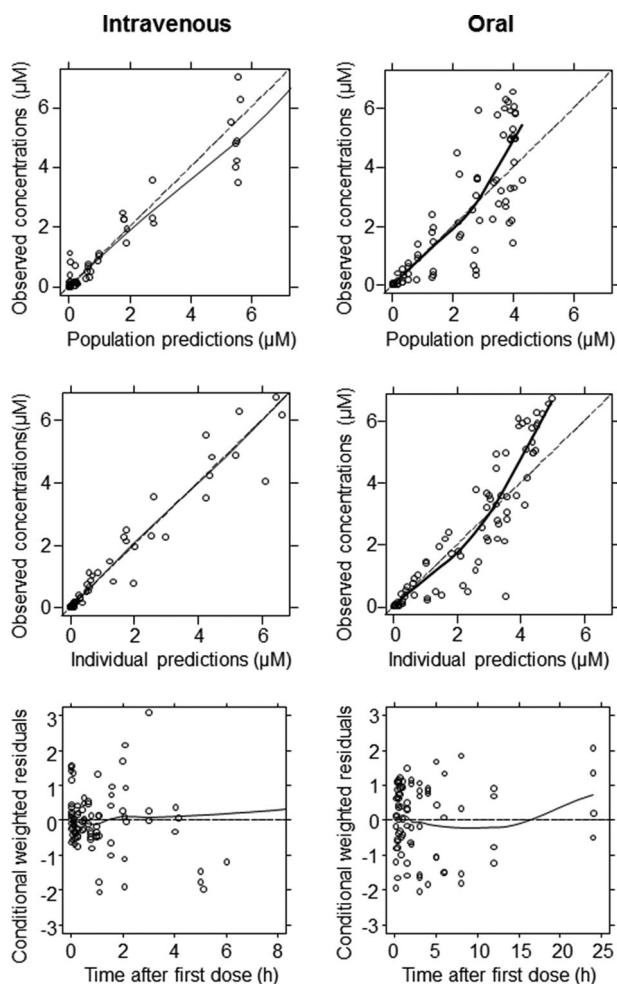 Intravenous Oral
Observed concentrations (µM)
6
4
2
0
0 2 4 6
Population predictions (µM)
Observed concentrations (µM)
6
4
2
0
0 2 4 6
Population predictions (µM)
Observed concentrations(µM)
6
4
2
0
0 2 4 6
Individual predictions (µM)
Observed concentrations (µM)
6
4
2
0
0 2 4 6
Individual predictions (µM)
Conditional weighted residuals
3
2
1
0
-1
-2
-3
0 2 4 6 8
Time after first dose (h)
Conditional weighted residuals
3
2
1
0
-1
-2
-3
0 5 10 15 20 25
Time after first dose (h)